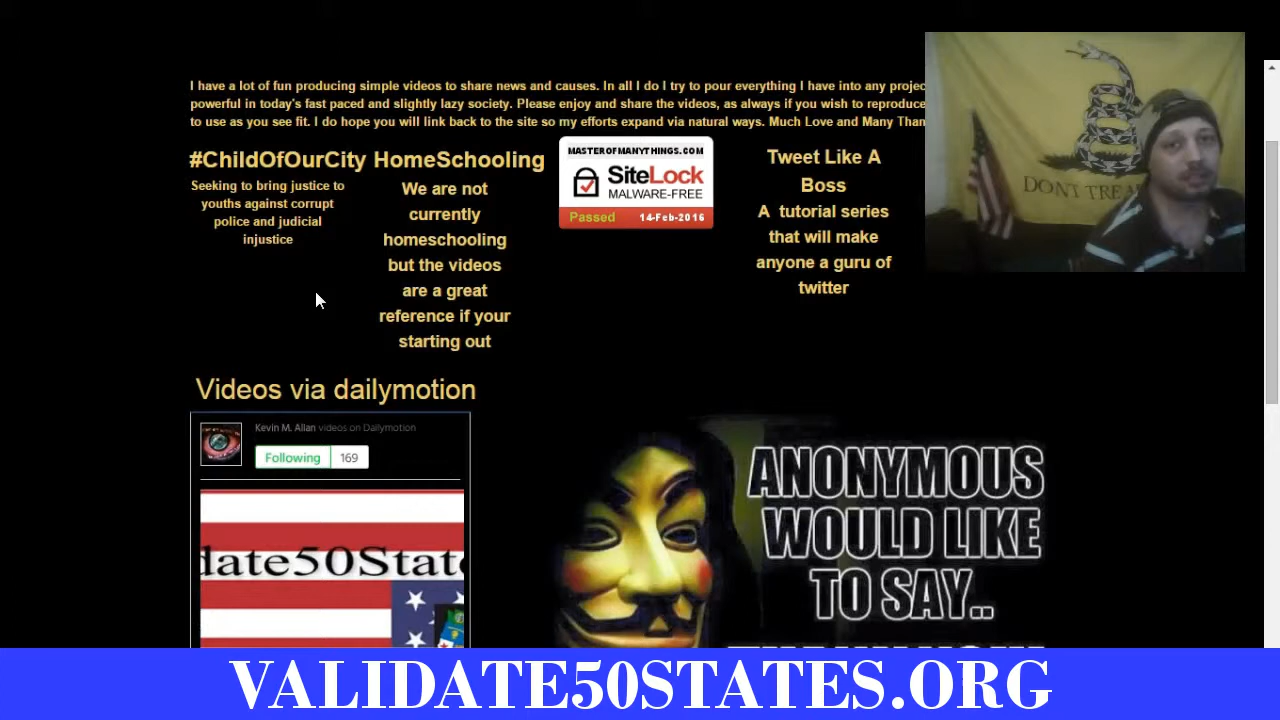 I have a lot of fun producing simple videos to share news and causes. In all I do I try to pour everything I have into any
powerful in today's fast paced and slightly lazy society. Please enjoy and share the videos, as always if you wish to reproduce
to use as you see fit. I do hope you will link back to the site so my efforts expand via natural ways. Much Love and Many
#ChildOfOurCity
Seeking to bring justice to
youths against corrupt
police and judicial
injustice
HomeSchooling
We are not
currently
homeschooling
but the videos
are a great
reference if your
starting out
MASTEROFMANYTHINGS.COM
SiteLock
MALWARE-FREE
Passed 14-Feb-2016
Tweet Like A
Boss
A tutorial series
that will make
anyone a guru of
twitter
DONT TREA
Videos via dailymotion
Kevin M. Allan videos on Dailymotion
Following 169
date50State
ANONYMOUS
WOULD LIKE
TO SAY..
VALIDATE50STATES.ORG